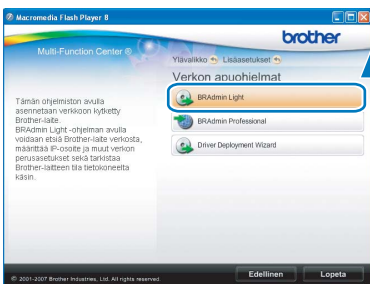 Macromedia Flash Player 8
brother
Multi-Function Center ®
Ylävalikko Lisäasetukset
Verkon apuohjelmat
BRAdmin Light
BRAdmin Professional
Driver Deployment Wizard
Tämän ohjelmiston avulla
asennetaan verkkoon kytketty
Brother-laite.
BRAdmin Light -ohjelman avulla
voidaan etsiä Brother-laite verkosta,
määrittää IP-osoite ja muut verkon
perusasetukset sekä tarkistaa
Brother-laitteen tila tietokoneelta
käsin.
Edellinen Lopeta
© 2001-2007 Brother Industries, Ltd. All rights reserved.